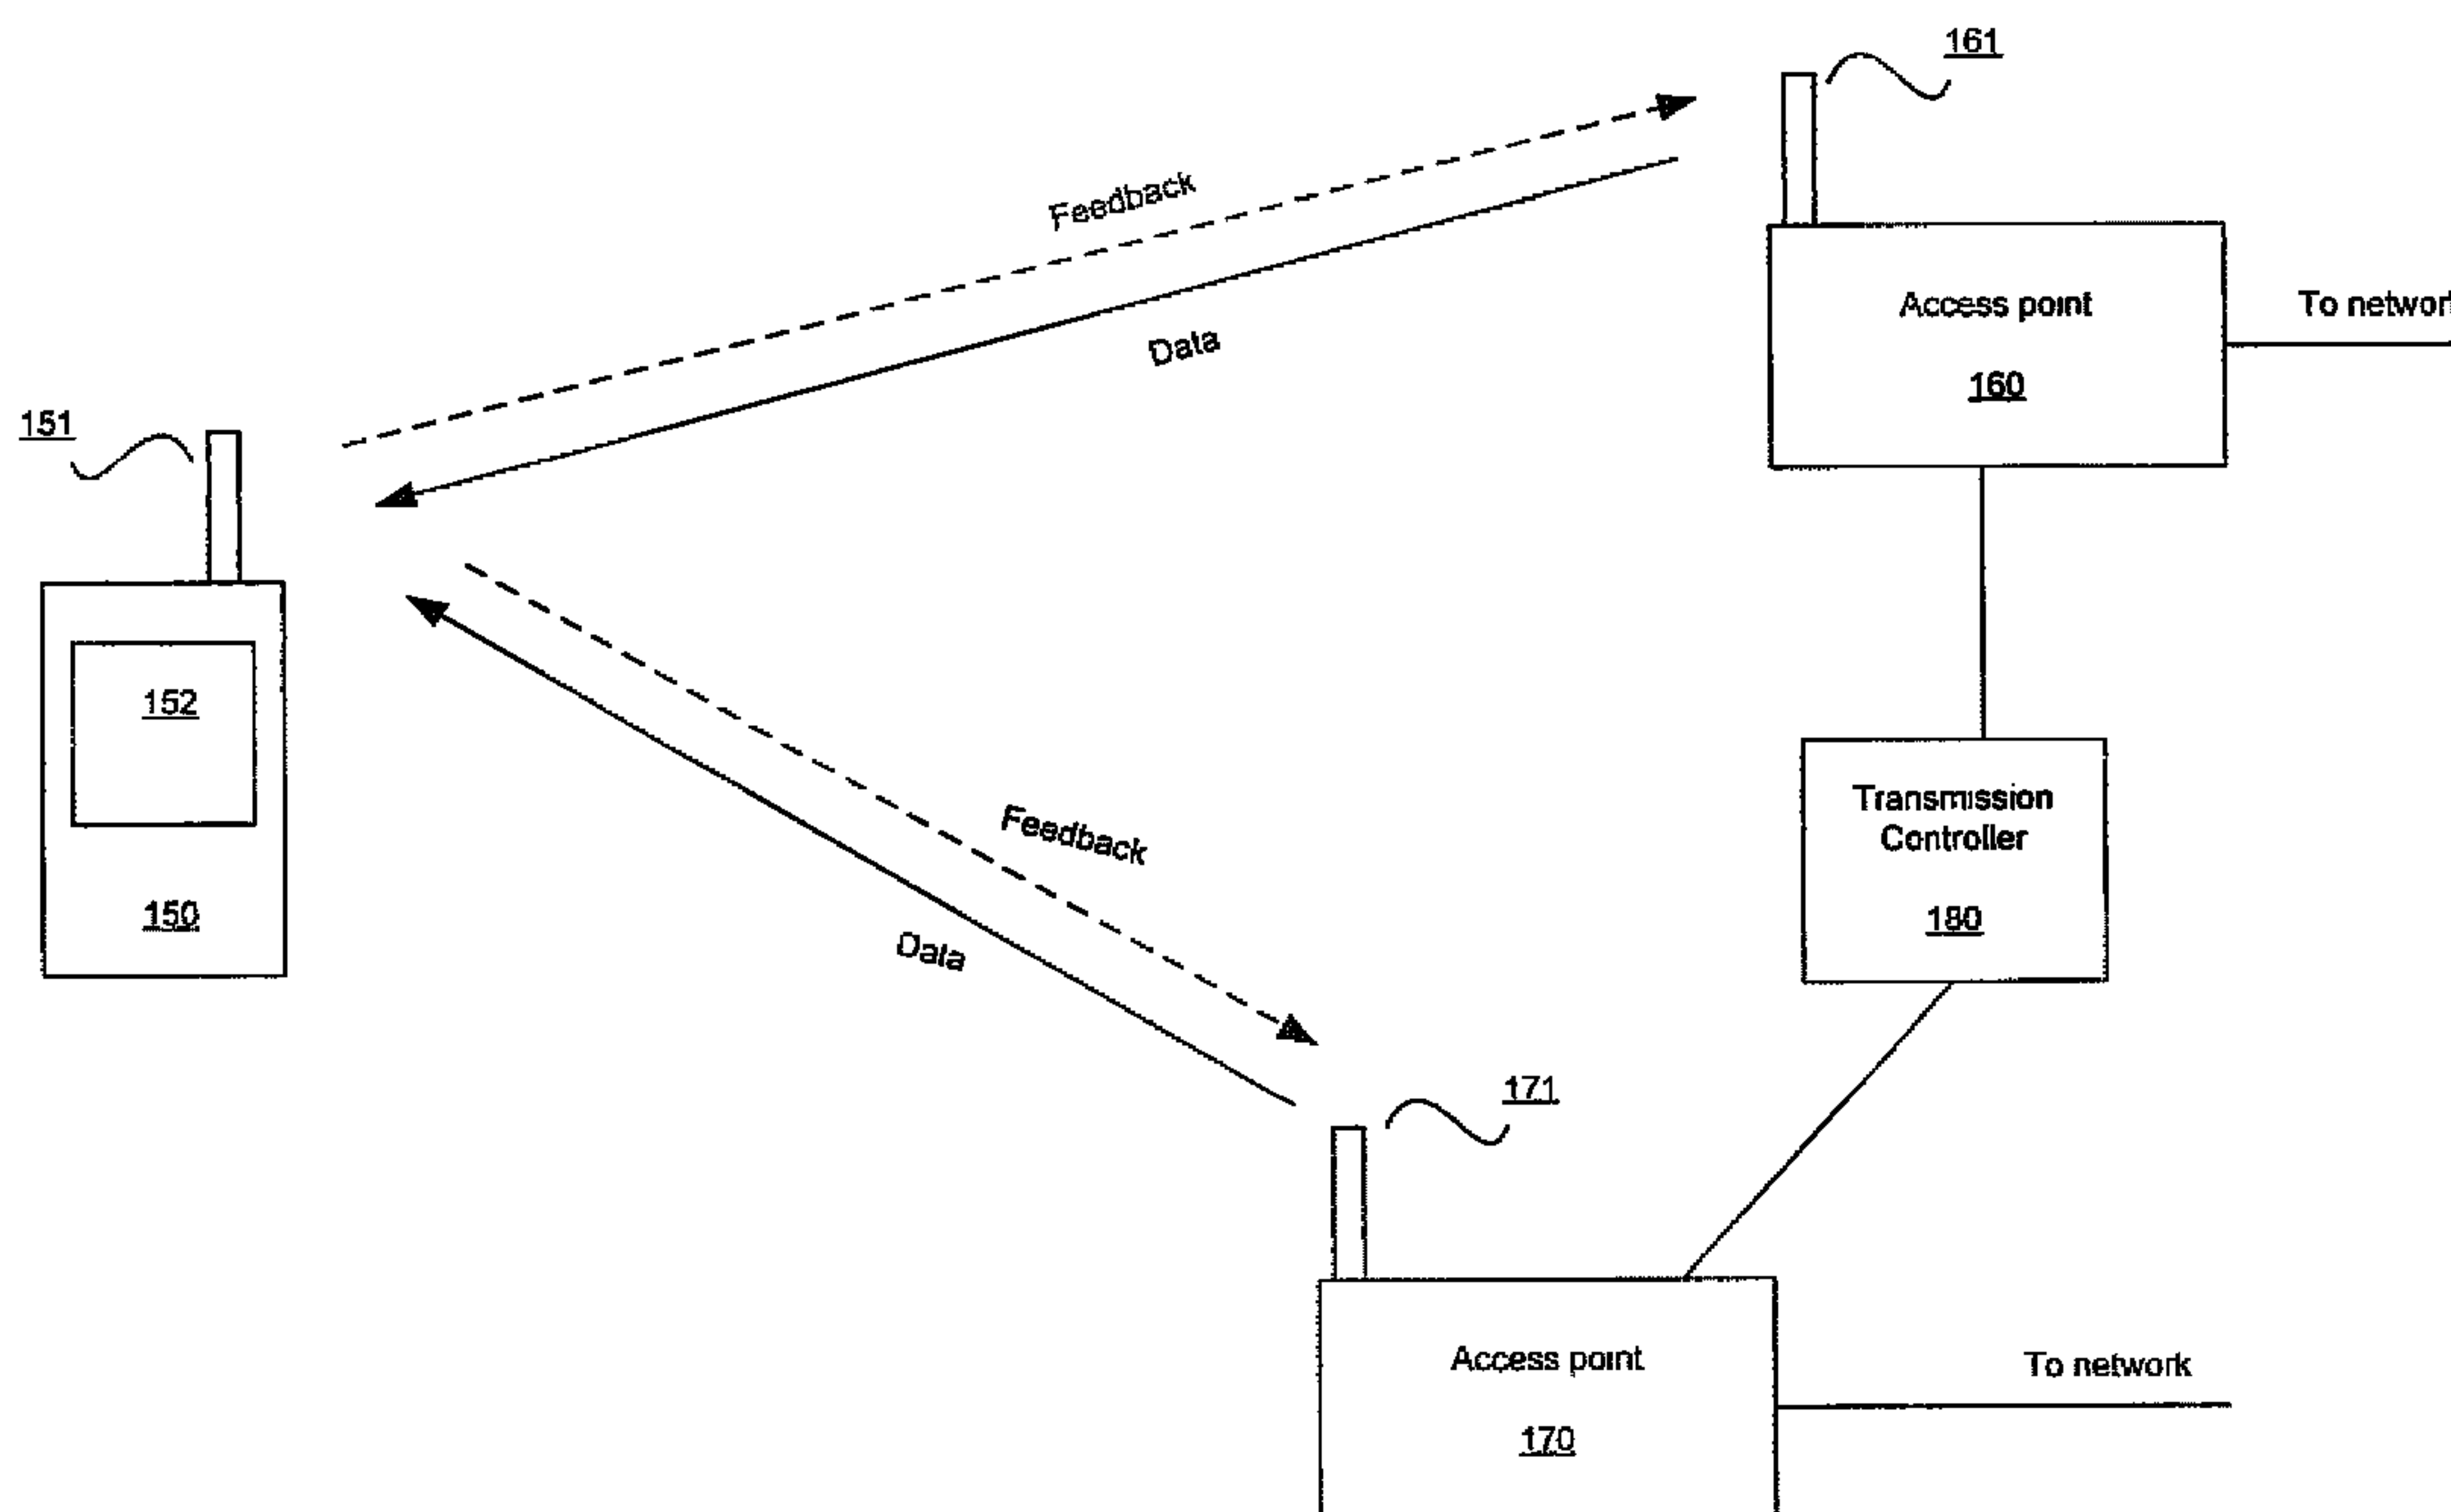 161
Feedback
Data
Access point
160
To network
151
152
150
Transmission
Controller
180
Feedback
Data
171
Access point
170
To network